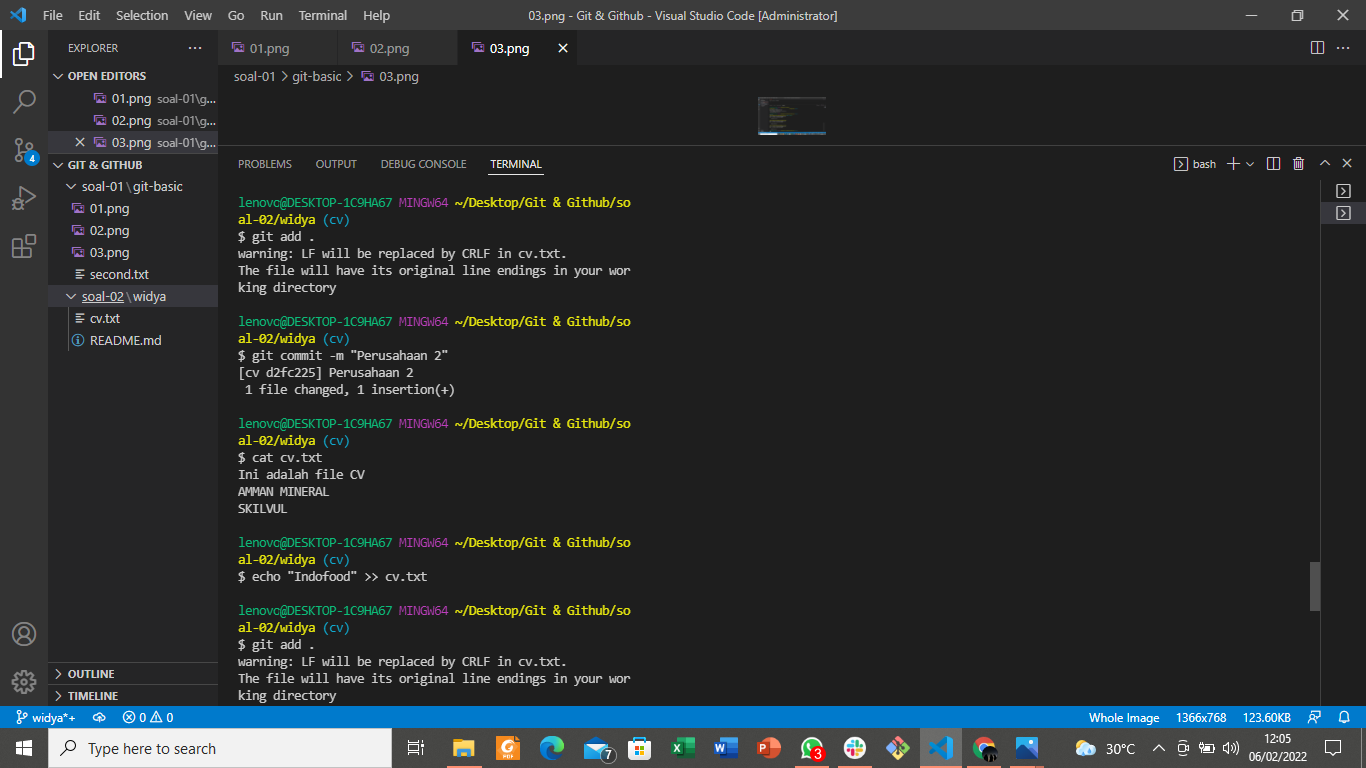 File Edit Selection View Go Run Terminal Help
03.png - Git & Github - Visual Studio Code [Administrator]
EXPLORER
01.png
02.png
03.png
OPEN EDITORS
01.png soal-01\g...
02.png soal-01\g...
03.png soal-01\g...
GIT & GITHUB
soal-01\git-basic
01.png
02.png
03.png
second.txt
soal-02\widya
cv.txt
README.md
OUTLINE
TIMELINE
4
soal-01 > git-basic > 03.png
PROBLEMS OUTPUT DEBUG CONSOLE TERMINAL
bash
lenovo@DESKTOP-1C9HA67 MINGW64 ~/Desktop/Git & Github/so
al-02/widya (cv)
$ git add .
warning: LF will be replaced by CRLF in cv.txt.
The file will have its original line endings in your wor
king directory
lenovo@DESKTOP-1C9HA67 MINGW64 ~/Desktop/Git & Github/so
al-02/widya (cv)
$ git commit -m "Perusahaan 2"
[cv d2fc225] Perusahaan 2
1 file changed, 1 insertion(+)
lenovo@DESKTOP-1C9HA67 MINGW64 ~/Desktop/Git & Github/so
al-02/widya (cv)
$ cat cv.txt
Ini adalah file CV
AMMAN MINERAL
SKILVUL
lenovo@DESKTOP-1C9HA67 MINGW64 ~/Desktop/Git & Github/so
al-02/widya (cv)
$ echo "Indofood" >> cv.txt
lenovo@DESKTOP-1C9HA67 MINGW64 ~/Desktop/Git & Github/so
al-02/widya (cv)
$ git add .
warning: LF will be replaced by CRLF in cv.txt.
The file will have its original line endings in your wor
king directory
widya*+ 0 0
Whole Image 1366x768 123.60KB
Type here to search
PDF
7
3
30°C
12:05
06/02/2022